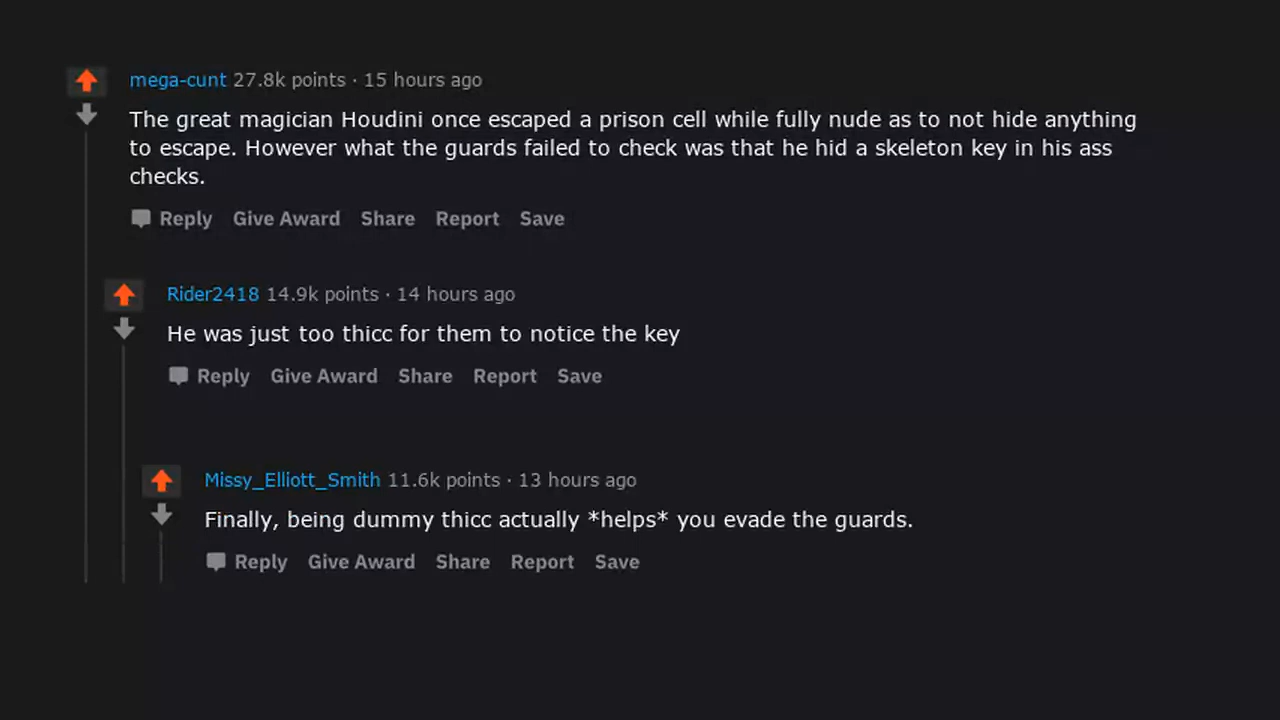 mega-cunt 27.8k points · 15 hours ago
The great magician Houdini once escaped a prison cell while fully nude as to not hide anything
to escape. However what the guards failed to check was that he hid a skeleton key in his ass
checks.
Reply Give Award Share Report Save
Rider2418 14.9k points · 14 hours ago
He was just too thicc for them to notice the key
Reply Give Award Share Report Save
Missy_Elliott_Smith 11.6k points · 13 hours ago
Finally, being dummy thicc actually *helps* you evade the guards.
Reply Give Award Share Report Save